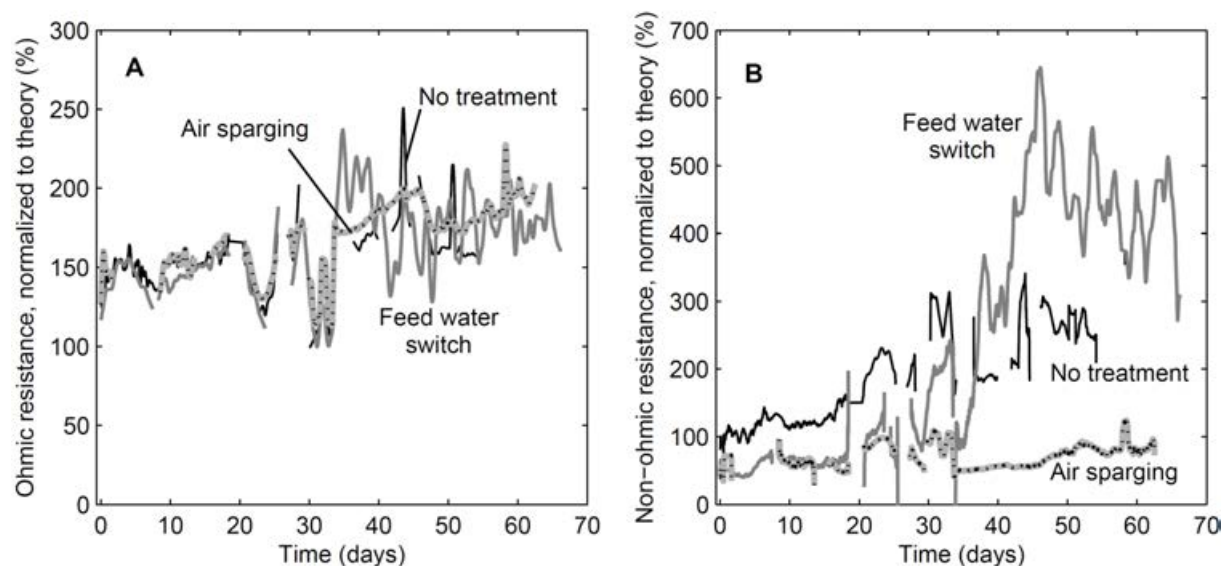 Ohmic resistance, normalized to theory (%)
300
250
200
150
100
50
0
A
No treatment
Air sparging
Feed water
switch
0 10 20 30 40 50 60 70
Time (days)
Non-ohmic resistance, normalized to theory (%)
700
600
500
400
300
200
100
0
B
Feed water
switch
No treatment
Air sparging
0 10 20 30 40 50 60 70
Time (days)